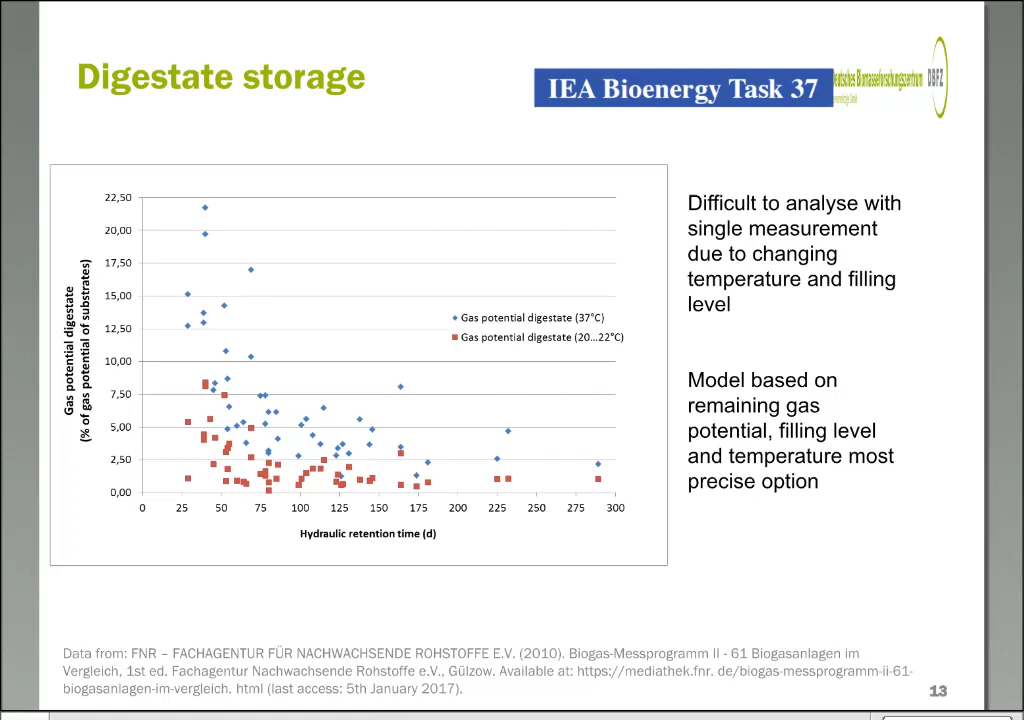 Digestate storage
IEA Bioenergy Task 37
Deutsches Biomasseforschungszentrum
DBFZ
22,50
20,00
17,50
15,00
12,50
10,00
7,50
5,00
2,50
0,00
Gas potential digestate
(% of gas potential of substrates)
Gas potential digestate (37°C)
Gas potential digestate (20...22°C)
0 25 50 75 100 125 150 175 200 225 250 275 300
Hydraulic retention time (d)
Difficult to analyse with
single measurement
due to changing
temperature and filling
level
Model based on
remaining gas
potential, filling level
and temperature most
precise option
Data from: FNR – FACHAGENTUR FÜR NACHWACHSENDE ROHSTOFFE E.V. (2010). Biogas-Messprogramm II - 61 Biogasanlagen im
Vergleich, 1st ed. Fachagentur Nachwachsende Rohstoffe e.V., Gülzow. Available at: https://mediathek.fnr. de/biogas-messprogramm-ii-61-
biogasanlagen-im-vergleich. html (last access: 5th January 2017).
13